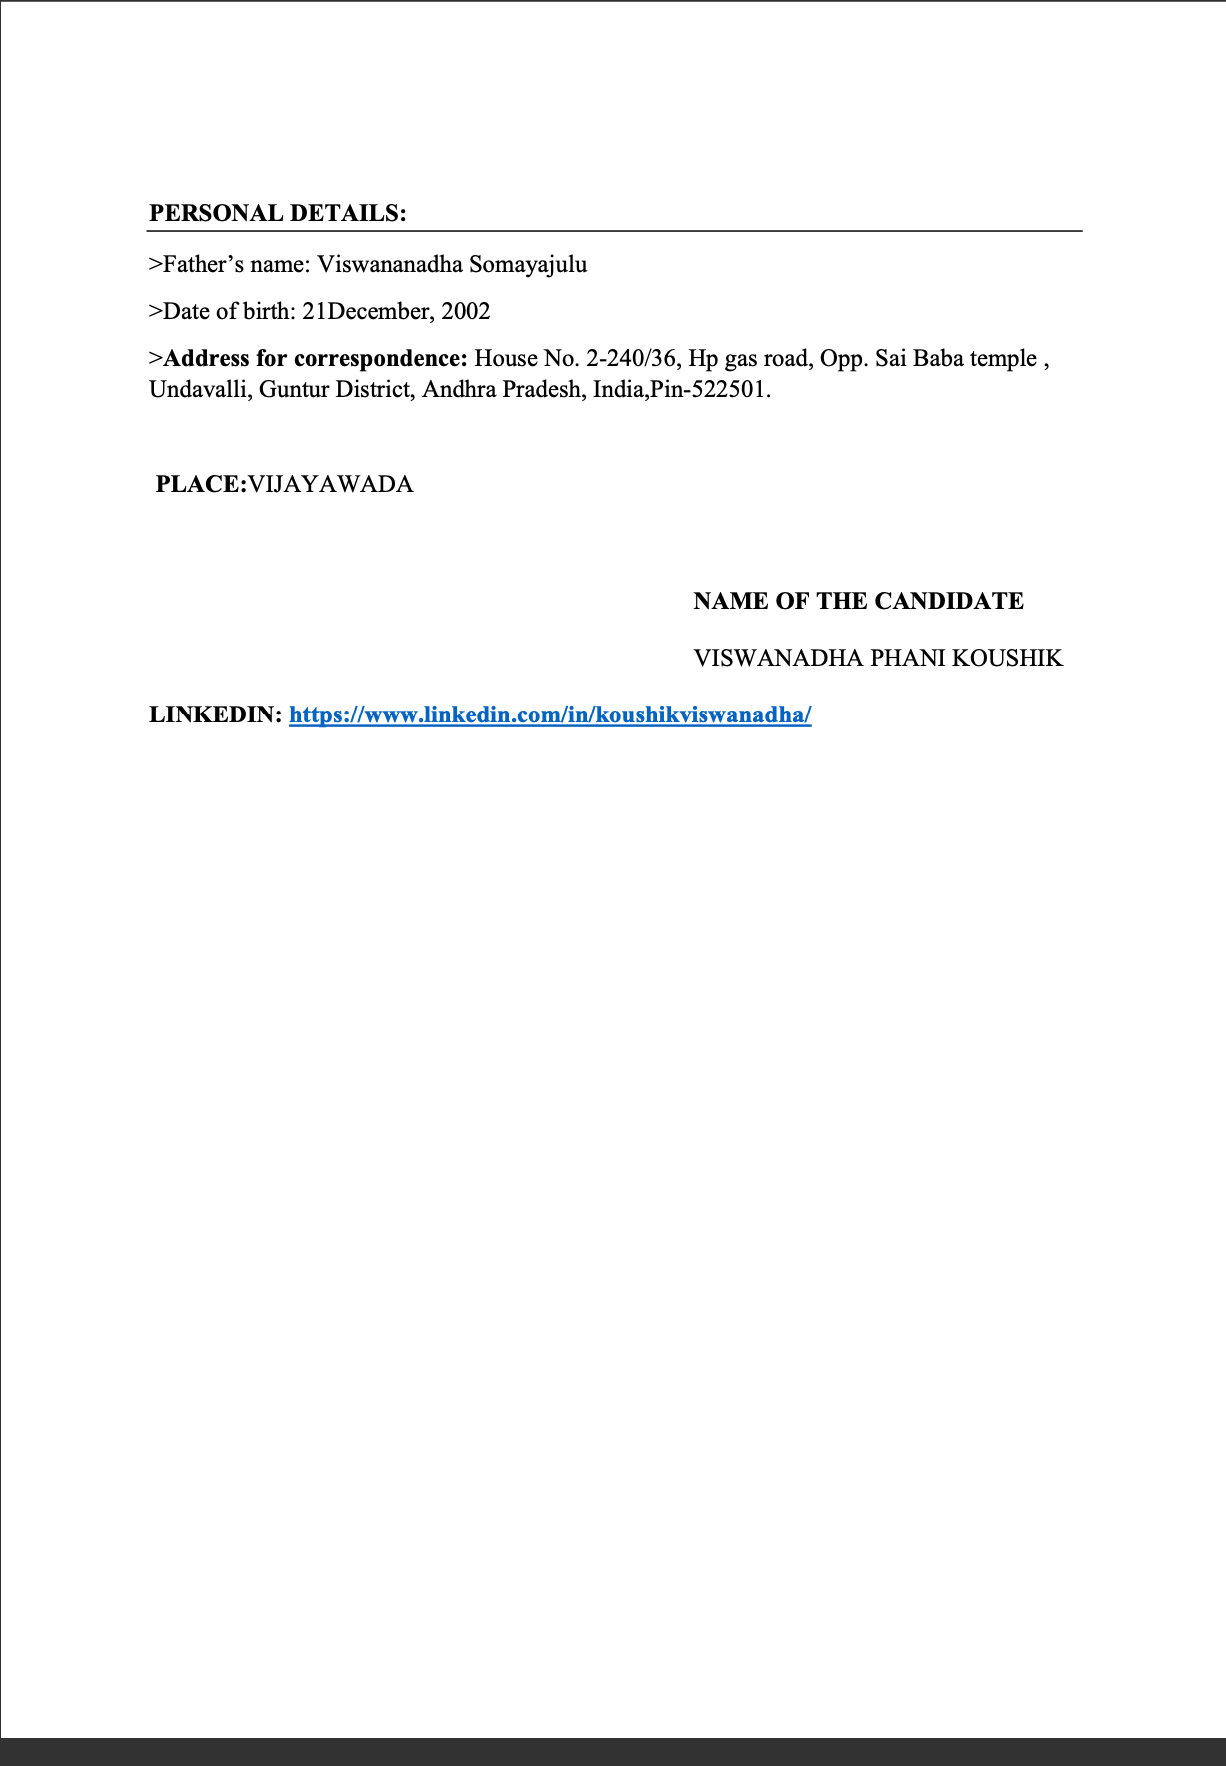 PERSONAL DETAILS:
>Father’s name: Viswananadha Somayajulu
>Date of birth: 21December, 2002
>Address for correspondence: House No. 2-240/36, Hp gas road, Opp. Sai Baba temple ,
Undavalli, Guntur District, Andhra Pradesh, India,Pin-522501.
PLACE:VIJAYAWADA
NAME OF THE CANDIDATE
VISWANADHA PHANI KOUSHIK
LINKEDIN: https://www.linkedin.com/in/koushikviswanadha/